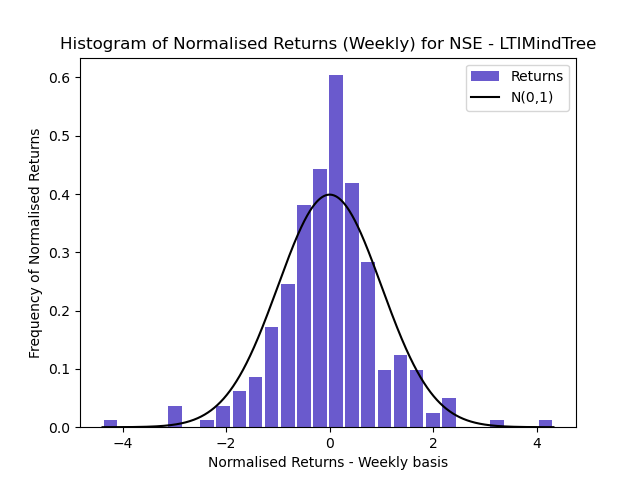 Histogram of Normalised Returns (Weekly) for NSE - LTIMindTree
Returns
N(0,1)
Frequency of Normalised Returns
0.6
0.5
0.4
0.3
0.2
0.1
0.0
−4 −2 0 2 4
Normalised Returns - Weekly basis